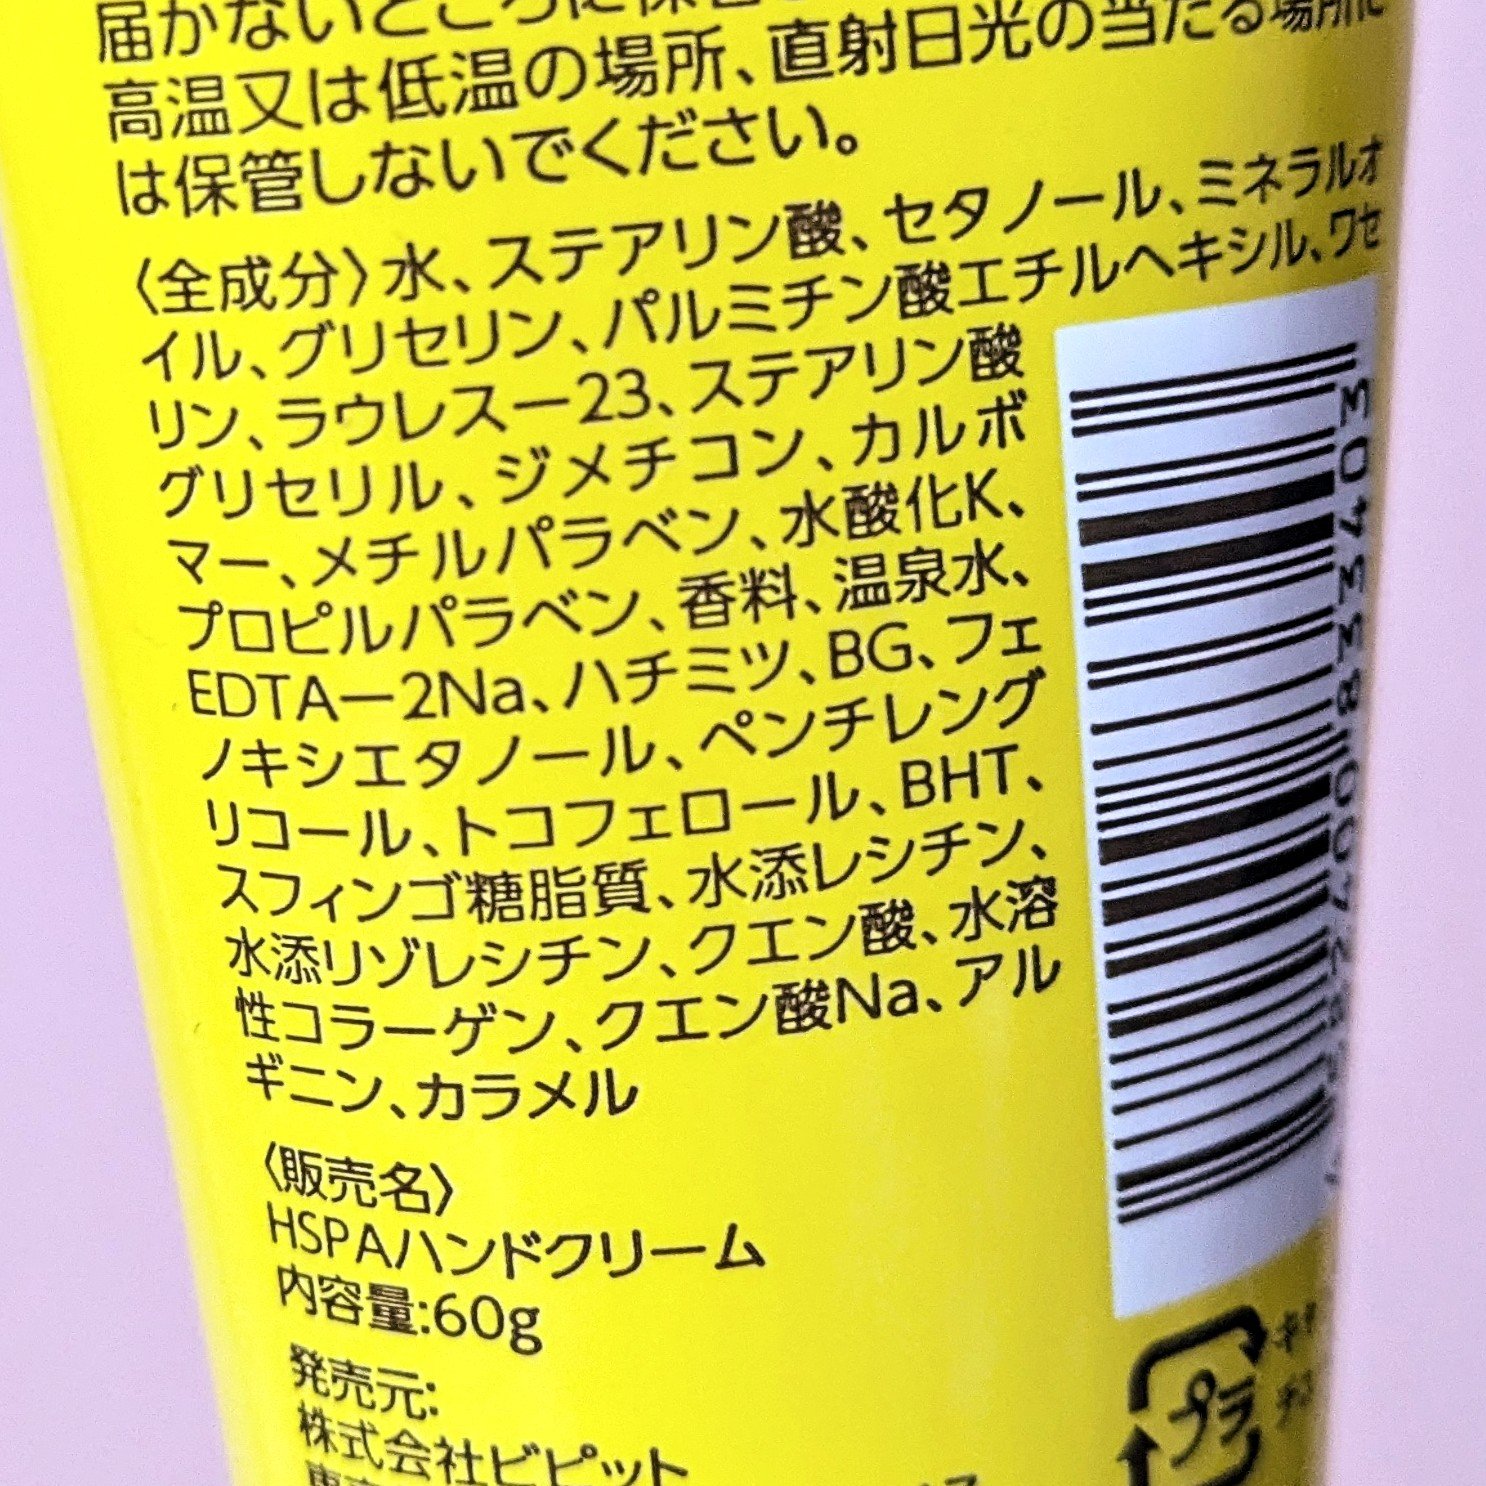 届かないところに保管
高温又は低温の場所、直射日光の当たる場所に
は保管しないでください。
〈全成分〉水、ステアリン酸、セタノール、ミネラルオ
イル、グリセリン、パルミチン酸エチルヘキシル、ワセ
リン、ラウレスー23、ステアリン酸
グリセリル、ジメチコン、カルボ
マー、メチルパラベン、水酸化K、
プロピルパラベン、香料、温泉水、
EDTAー2Na、ハチミツ、BG、フェ
ノキシエタノール、ペンチレング
リコール、トコフェロール、BHT、
スフィンゴ糖脂質、水添レシチン、
水添リゾレシチン、クエン酸、水溶
性コラーゲン、クエン酸Na、アル
ギニン、カラメル
〈販売名〉
HSPAハンドクリーム
内容量:60g
発売元:
株式会社ビピット
プラ